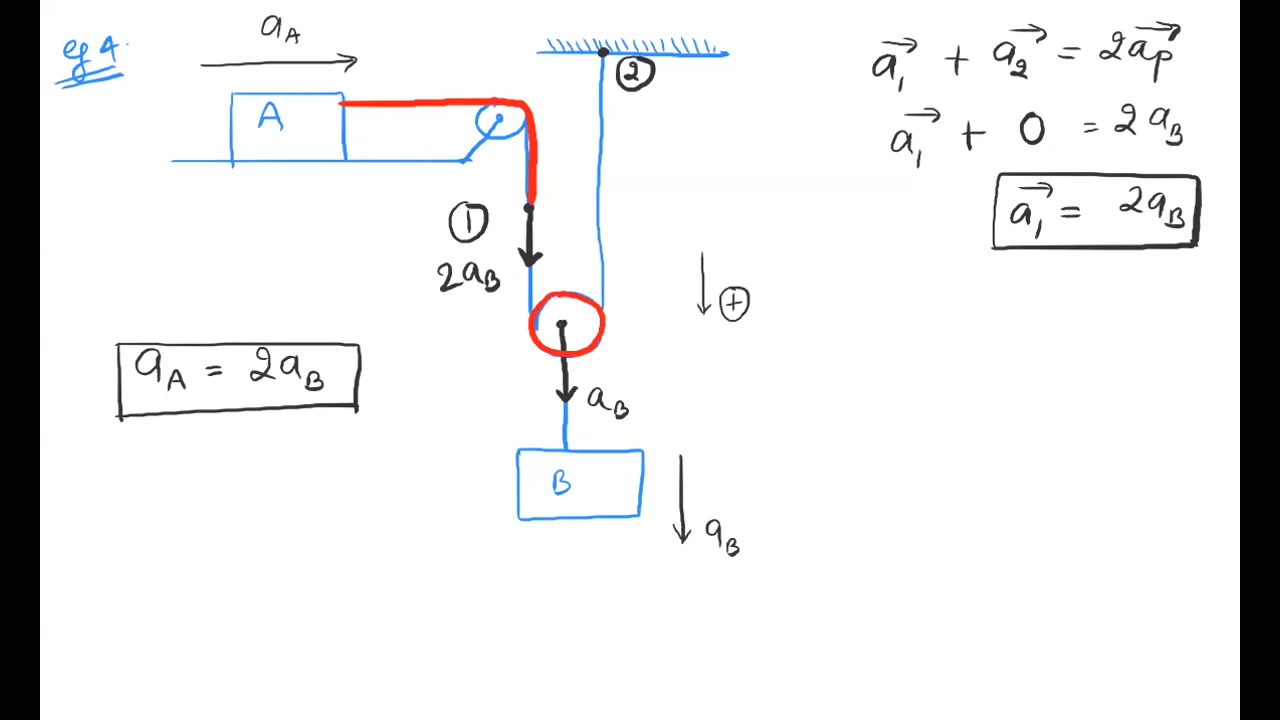 eg 4.
a_A
A
②
①
2a_B
⊕
a_B
B
a_B
a_A = 2a_B
a₁⃗ + a₂⃗ = 2a_p⃗
a₁⃗ + 0 = 2a_B
a₁⃗ = 2a_B